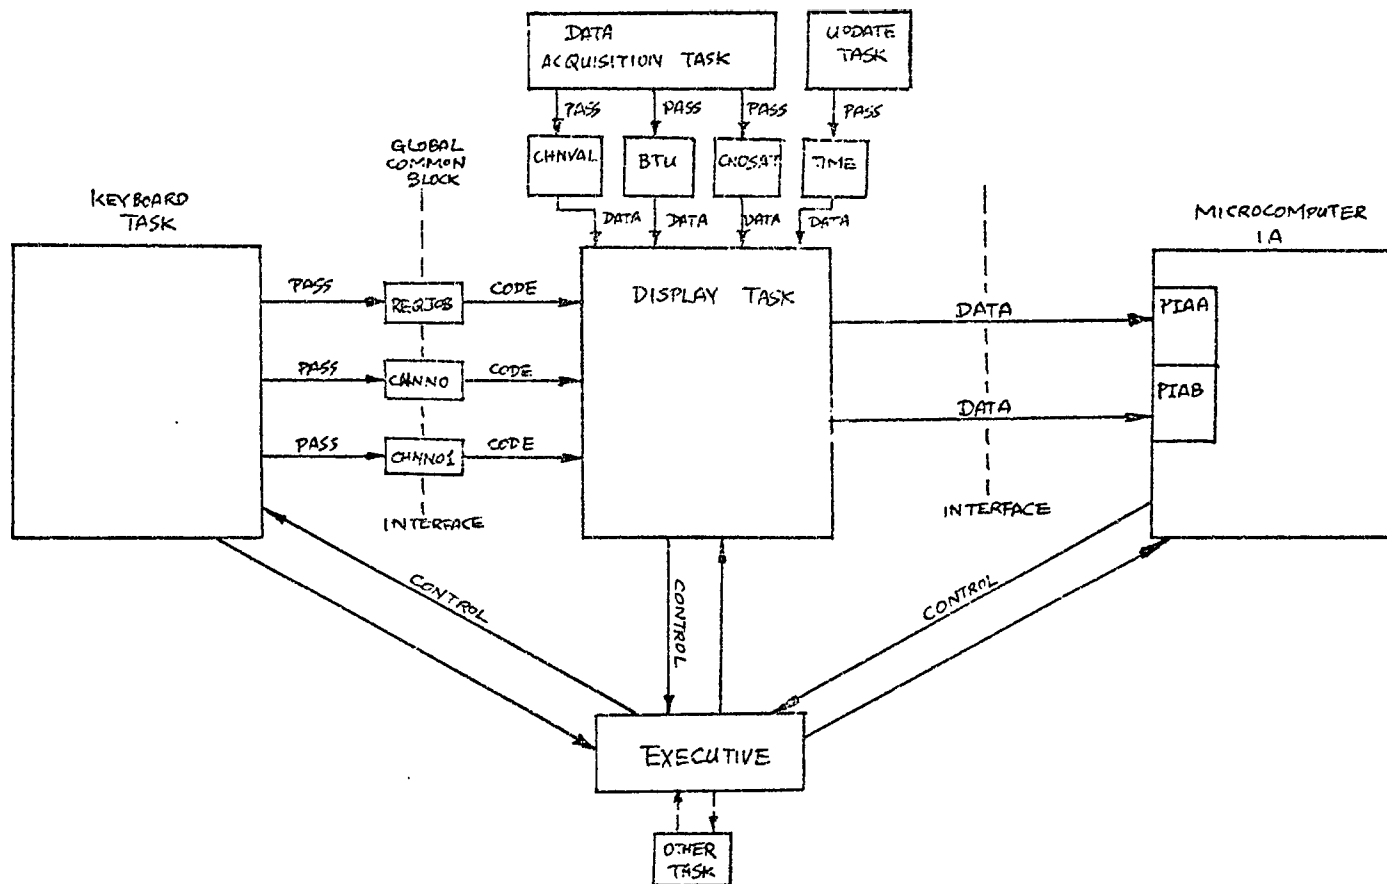 DATA
ACQUISITION TASK
UPDATE
TASK
PASS
PASS
PASS
PASS
GLOBAL
COMMON
BLOCK
CHNVAL
BTU
CNOSAT
TIME
KEYBOARD
TASK
DATA
DATA
DATA
DATA
MICROCOMPUTER
1A
PASS
REQJOB
CODE
DISPLAY TASK
DATA
PIAA
PASS
CHNNO
CODE
DATA
PIAB
PASS
CHNNO1
CODE
INTERFACE
INTERFACE
CONTROL
CONTROL
CONTROL
EXECUTIVE
OTHER
TASK